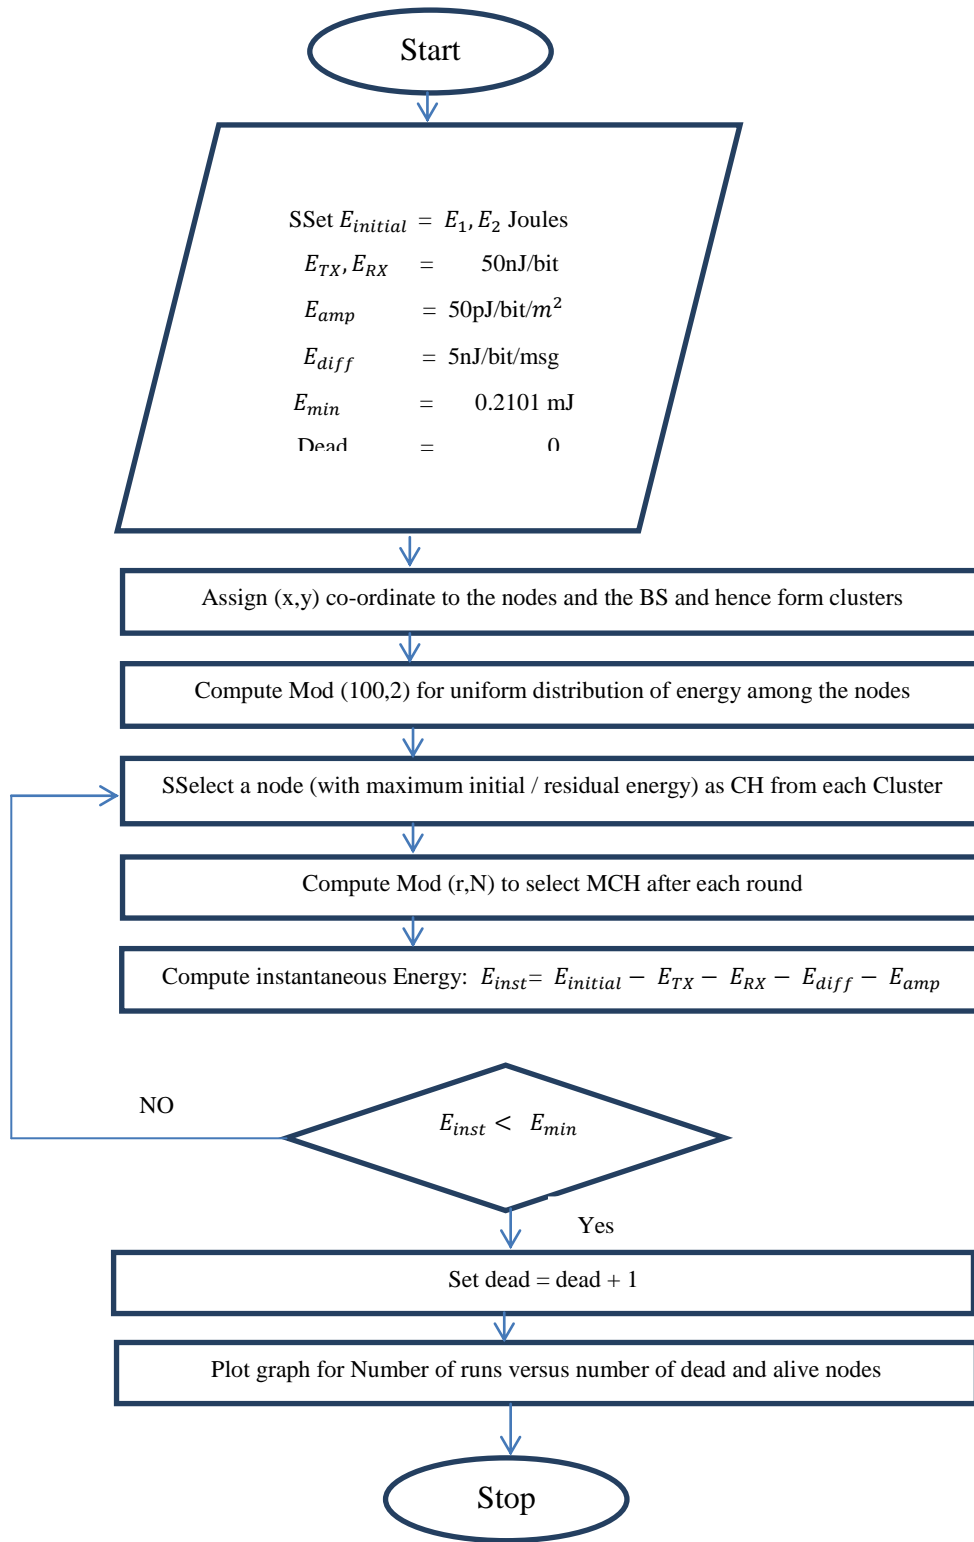 Start
SSet E_initial = E_1, E_2 Joules
E_TX, E_RX = 50nJ/bit
E_amp = 50pJ/bit/m^2
E_diff = 5nJ/bit/msg
E_min = 0.2101 mJ
Dead = 0
Assign (x,y) co-ordinate to the nodes and the BS and hence form clusters
Compute Mod (100,2) for uniform distribution of energy among the nodes
SSelect a node (with maximum initial / residual energy) as CH from each Cluster
Compute Mod (r,N) to select MCH after each round
Compute instantaneous Energy: E_inst= E_initial − E_TX − E_RX − E_diff − E_amp
NO
E_inst < E_min
Yes
Set dead = dead + 1
Plot graph for Number of runs versus number of dead and alive nodes
Stop